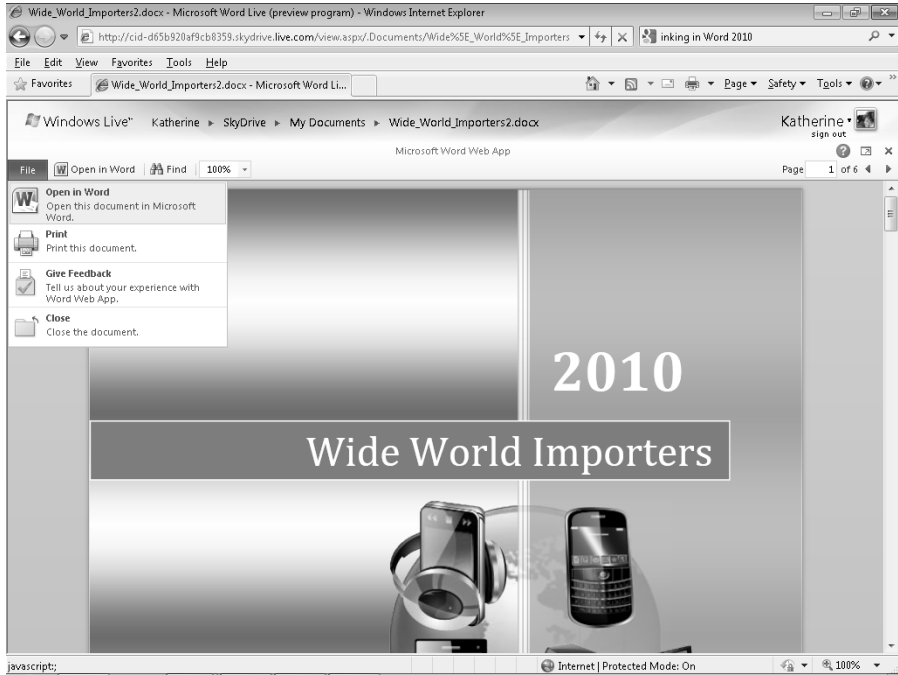 Wide_World_Importers2.docx - Microsoft Word Live (preview program) - Windows Internet Explorer
http://cid-d65b920af9cb8359.skydrive.live.com/view.aspx/.Documents/Wide%5E_World%5E_Importers
inking in Word 2010
File Edit View Favorites Tools Help
Favorites Wide_World_Importers2.docx - Microsoft Word Li... Page Safety Tools
Windows Live™ Katherine ▸ SkyDrive ▸ My Documents ▸ Wide_World_Importers2.docx Katherine
sign out
Microsoft Word Web App
File Open in Word Find 100% Page 1 of 6
Open in Word
Open this document in Microsoft
Word.
Print
Print this document.
Give Feedback
Tell us about your experience with
Word Web App.
Close
Close the document.
2010
Wide World Importers
javascript:; Internet | Protected Mode: On 100%